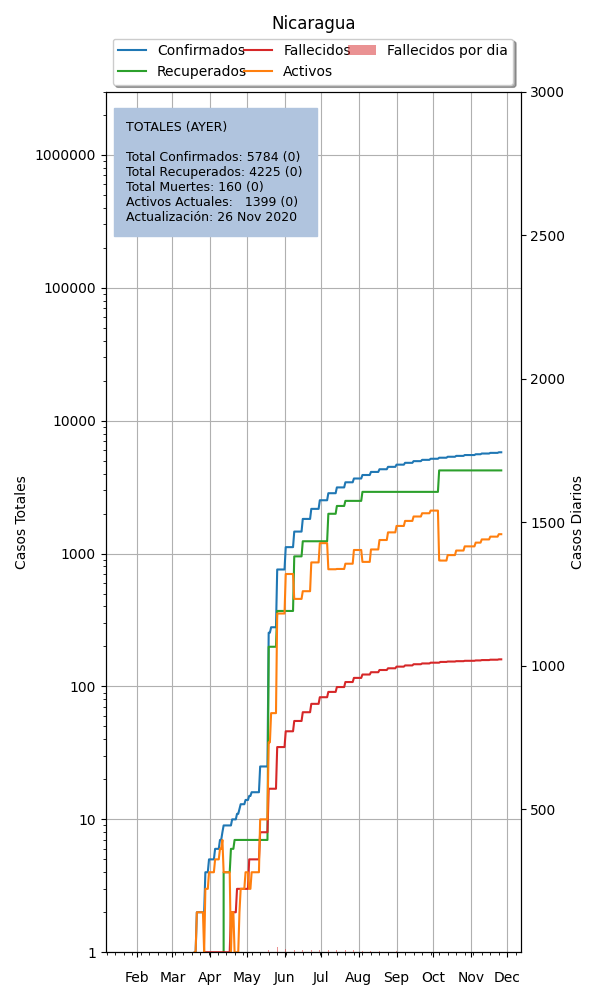 Nicaragua
Confirmados Fallecidos Fallecidos por dia
Recuperados Activos
TOTALES (AYER)
Total Confirmados: 5784 (0)
Total Recuperados: 4225 (0)
Total Muertes: 160 (0)
Activos Actuales: 1399 (0)
Actualización: 26 Nov 2020
Casos Totales
1000000
100000
10000
1000
100
10
1
3000
2500
2000
1500
1000
500
Casos Diarios
Feb Mar Apr May Jun Jul Aug Sep Oct Nov Dec